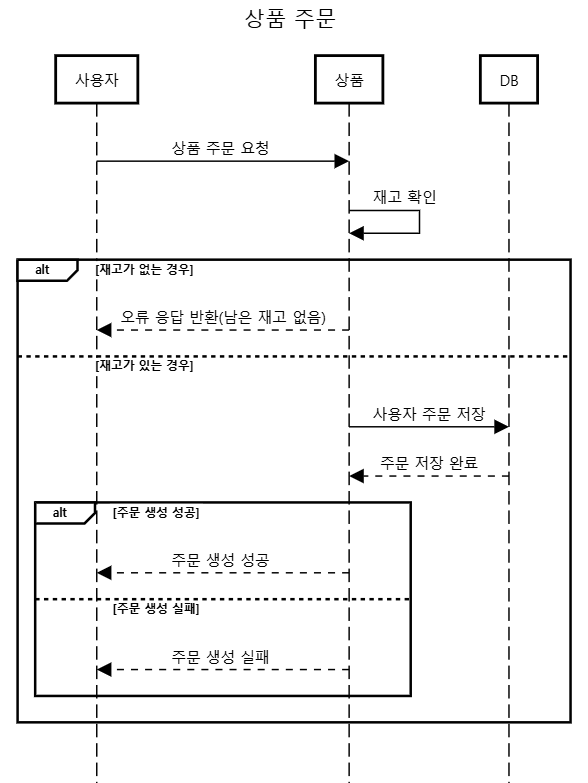 상품 주문
사용자
상품
DB
상품 주문 요청
재고 확인
alt
[재고가 없는 경우]
오류 응답 반환(남은 재고 없음)
[재고가 있는 경우]
사용자 주문 저장
주문 저장 완료
alt
[주문 생성 성공]
주문 생성 성공
[주문 생성 실패]
주문 생성 실패